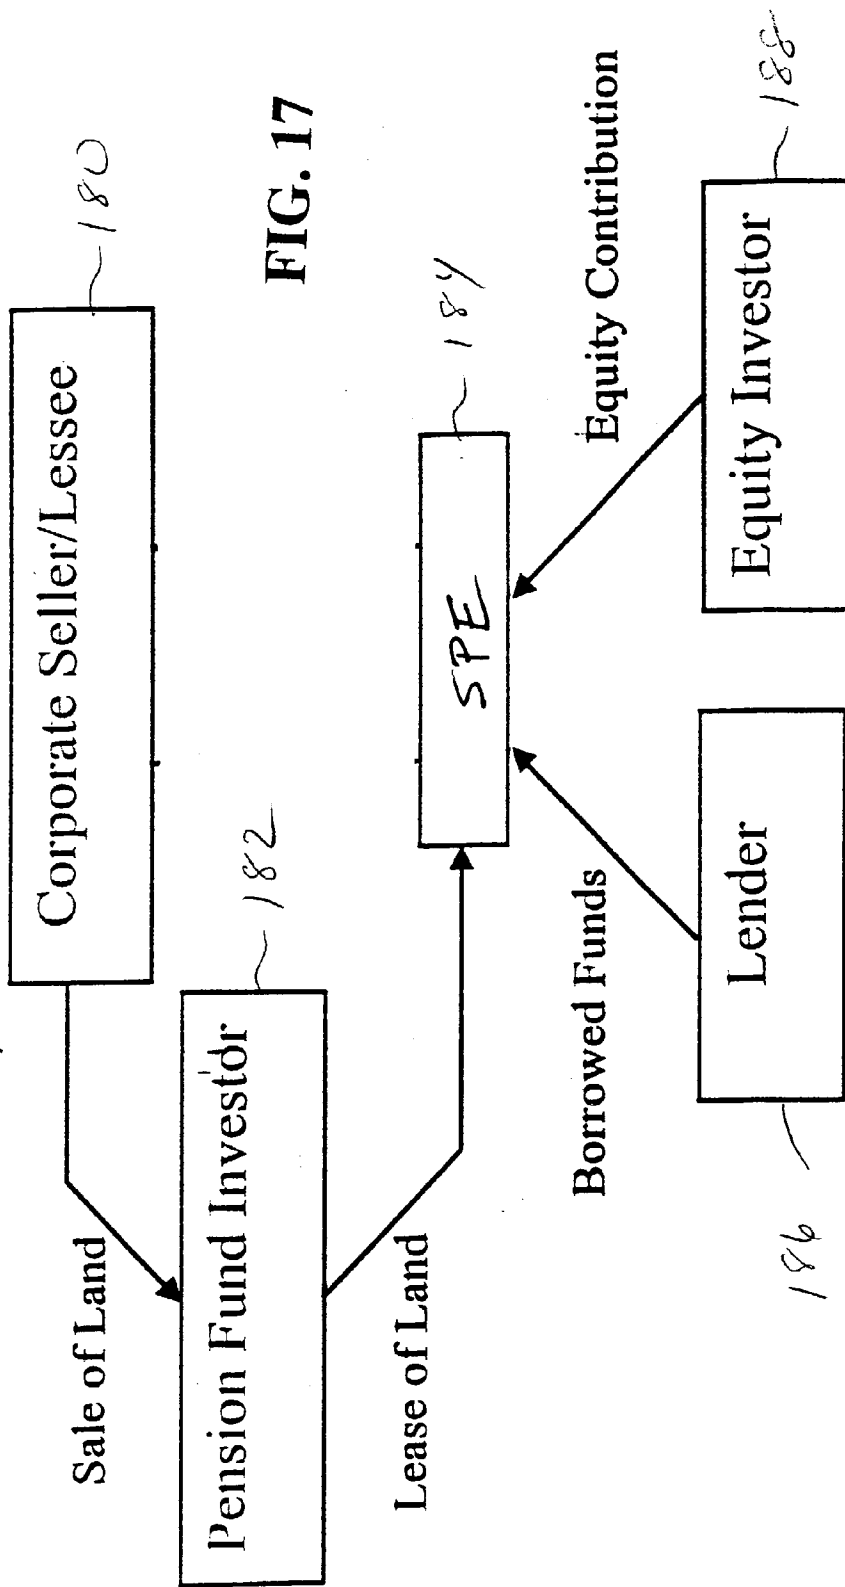 Corporate Seller/Lessee
180
Sale of Land
Pension Fund Investor
182
FIG. 17
Lease of Land
SPE
184
Borrowed Funds
Equity Contribution
Lender
186
Equity Investor
188